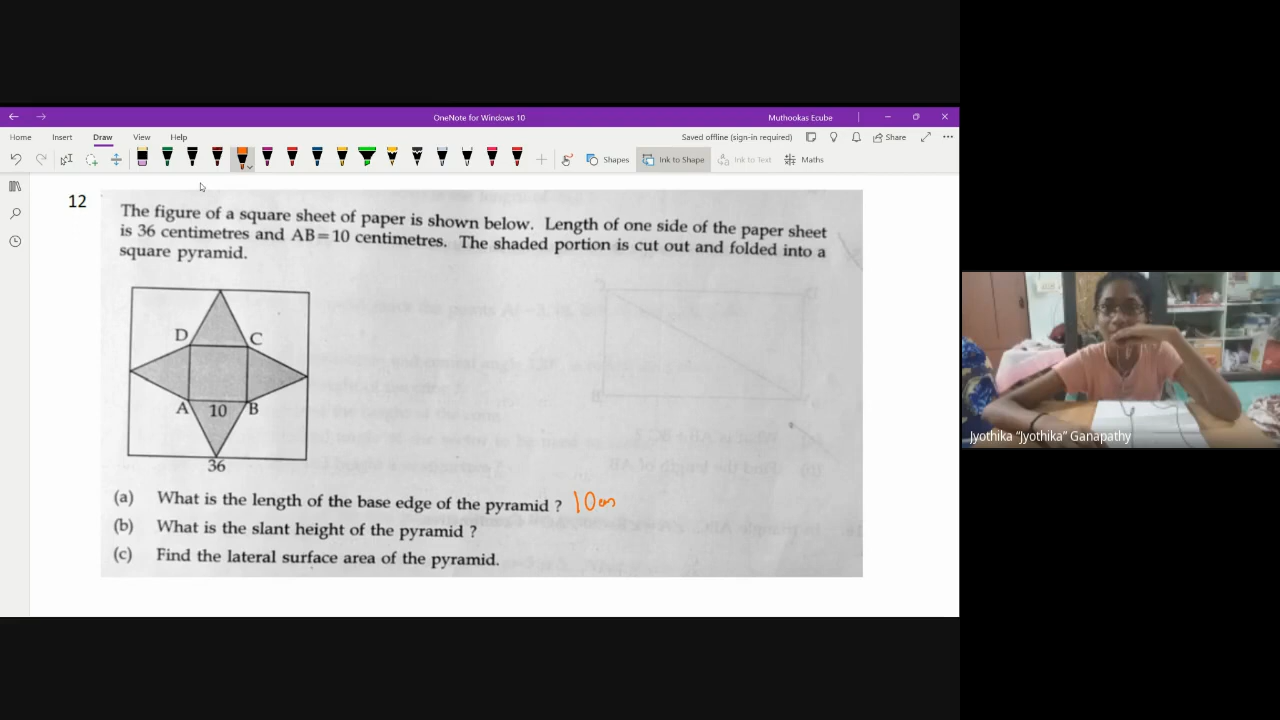 OneNote for Windows 10
Muthookas Ecube
Home Insert Draw View Help
Saved offline (sign-in required)
Share
Shapes
Ink to Shape
Ink to Text
Maths
12
The figure of a square sheet of paper is shown below. Length of one side of the paper sheet
is 36 centimetres and AB = 10 centimetres. The shaded portion is cut out and folded into a
square pyramid.
D C
A 10 B
36
(a) What is the length of the base edge of the pyramid ? 10cm
(b) What is the slant height of the pyramid ?
(c) Find the lateral surface area of the pyramid.
Jyothika “Jyothika” Ganapathy